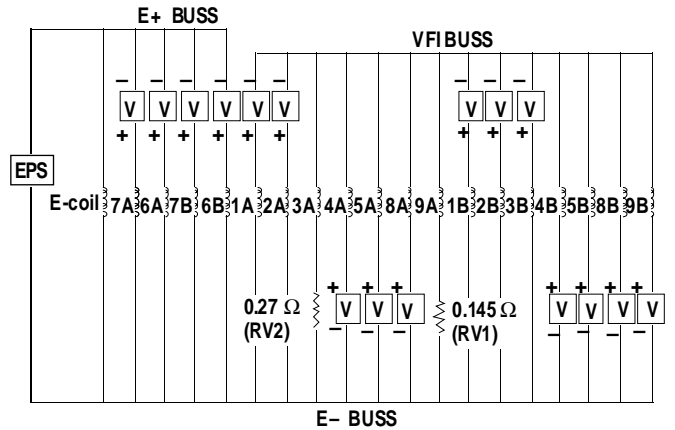 E+ BUSS
VFI BUSS
− − − − − − − − −
V V V V V V V V V
+ + + + + + + + +
EPS
E-coil 7A 6A 7B 6B 1A 2A 3A 4A 5A 8A 9A 1B 2B 3B 4B 5B 8B 9B
+ + + + + + +
0.27 Ω V V V 0.145 Ω V V V V
(RV2) − − − (RV1) − − − −
E− BUSS